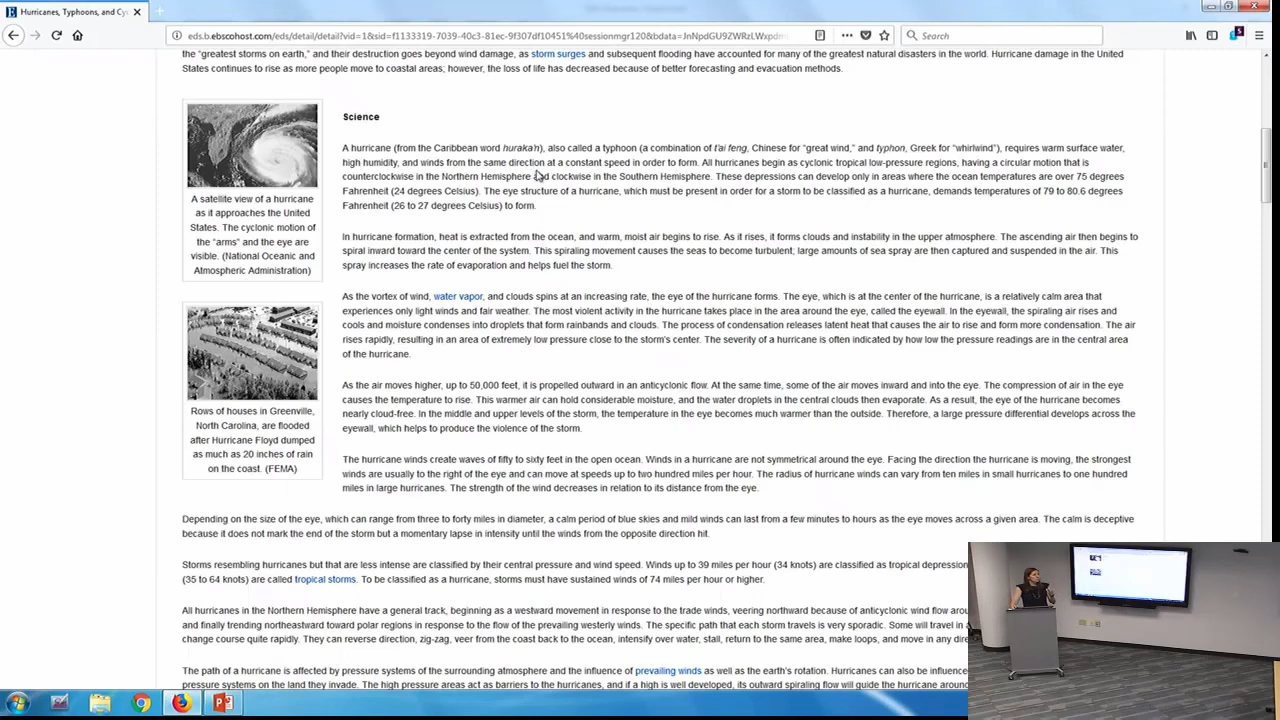 Hurricanes, Typhoons, and Cy
eds.b.ebscohost.com/eds/detail/detail?vid=1&sid=f1133319-7039-40c3-81ec-9f307df10451%40sessionmgr120&bdata=JnNpdGU9ZWRzLWxpdm
Search
the "greatest storms on earth," and their destruction goes beyond wind damage, as storm surges and subsequent flooding have accounted for many of the greatest natural disasters in the world. Hurricane damage in the United
States continues to rise as more people move to coastal areas; however, the loss of life has decreased because of better forecasting and evacuation methods.
Science
A hurricane (from the Caribbean word hurakań), also called a typhoon (a combination of t'ai feng, Chinese for "great wind," and typhon, Greek for "whirlwind"), requires warm surface water,
high humidity, and winds from the same direction at a constant speed in order to form. All hurricanes begin as cyclonic tropical low-pressure regions, having a circular motion that is
counterclockwise in the Northern Hemisphere and clockwise in the Southern Hemisphere. These depressions can develop only in areas where the ocean temperatures are over 75 degrees
Fahrenheit (24 degrees Celsius). The eye structure of a hurricane, which must be present in order for a storm to be classified as a hurricane, demands temperatures of 79 to 80.6 degrees
Fahrenheit (26 to 27 degrees Celsius) to form.
A satellite view of a hurricane
as it approaches the United
States. The cyclonic motion of
the "arms" and the eye are
visible. (National Oceanic and
Atmospheric Administration)
In hurricane formation, heat is extracted from the ocean, and warm, moist air begins to rise. As it rises, it forms clouds and instability in the upper atmosphere. The ascending air then begins to
spiral inward toward the center of the system. This spiraling movement causes the seas to become turbulent; large amounts of sea spray are then captured and suspended in the air. This
spray increases the rate of evaporation and helps fuel the storm.
As the vortex of wind, water vapor, and clouds spins at an increasing rate, the eye of the hurricane forms. The eye, which is at the center of the hurricane, is a relatively calm area that
experiences only light winds and fair weather. The most violent activity in the hurricane takes place in the area around the eye, called the eyewall. In the eyewall, the spiraling air rises and
cools and moisture condenses into droplets that form rainbands and clouds. The process of condensation releases latent heat that causes the air to rise and form more condensation. The air
rises rapidly, resulting in an area of extremely low pressure close to the storm's center. The severity of a hurricane is often indicated by how low the pressure readings are in the central area
of the hurricane.
Rows of houses in Greenville,
North Carolina, are flooded
after Hurricane Floyd dumped
as much as 20 inches of rain
on the coast. (FEMA)
As the air moves higher, up to 50,000 feet, it is propelled outward in an anticyclonic flow. At the same time, some of the air moves inward and into the eye. The compression of air in the eye
causes the temperature to rise. This warmer air can hold considerable moisture, and the water droplets in the central clouds then evaporate. As a result, the eye of the hurricane becomes
nearly cloud-free. In the middle and upper levels of the storm, the temperature in the eye becomes much warmer than the outside. Therefore, a large pressure differential develops across the
eyewall, which helps to produce the violence of the storm.
The hurricane winds create waves of fifty to sixty feet in the open ocean. Winds in a hurricane are not symmetrical around the eye. Facing the direction the hurricane is moving, the strongest
winds are usually to the right of the eye and can move at speeds up to two hundred miles per hour. The radius of hurricane winds can vary from ten miles in small hurricanes to one hundred
miles in large hurricanes. The strength of the wind decreases in relation to its distance from the eye.
Depending on the size of the eye, which can range from three to forty miles in diameter, a calm period of blue skies and mild winds can last from a few minutes to hours as the eye moves across a given area. The calm is deceptive
because it does not mark the end of the storm but a momentary lapse in intensity until the winds from the opposite direction hit.
Storms resembling hurricanes but that are less intense are classified by their central pressure and wind speed. Winds up to 39 miles per hour (34 knots) are classified as tropical depressio
(35 to 64 knots) are called tropical storms. To be classified as a hurricane, storms must have sustained winds of 74 miles per hour or higher.
All hurricanes in the Northern Hemisphere have a general track, beginning as a westward movement in response to the trade winds, veering northward because of anticyclonic wind flow arou
and finally trending northeastward toward polar regions in response to the flow of the prevailing westerly winds. The specific path that each storm travels is very sporadic. Some will travel in a
change course quite rapidly. They can reverse direction, zig-zag, veer from the coast back to the ocean, intensify over water, stall, return to the same area, make loops, and move in any dire
The path of a hurricane is affected by pressure systems of the surrounding atmosphere and the influence of prevailing winds as well as the earth's rotation. Hurricanes can also be influence
pressure systems on the land they invade. The high pressure areas act as barriers to the hurricanes, and if a high is well developed, its outward spiraling flow will guide the hurricane aroun